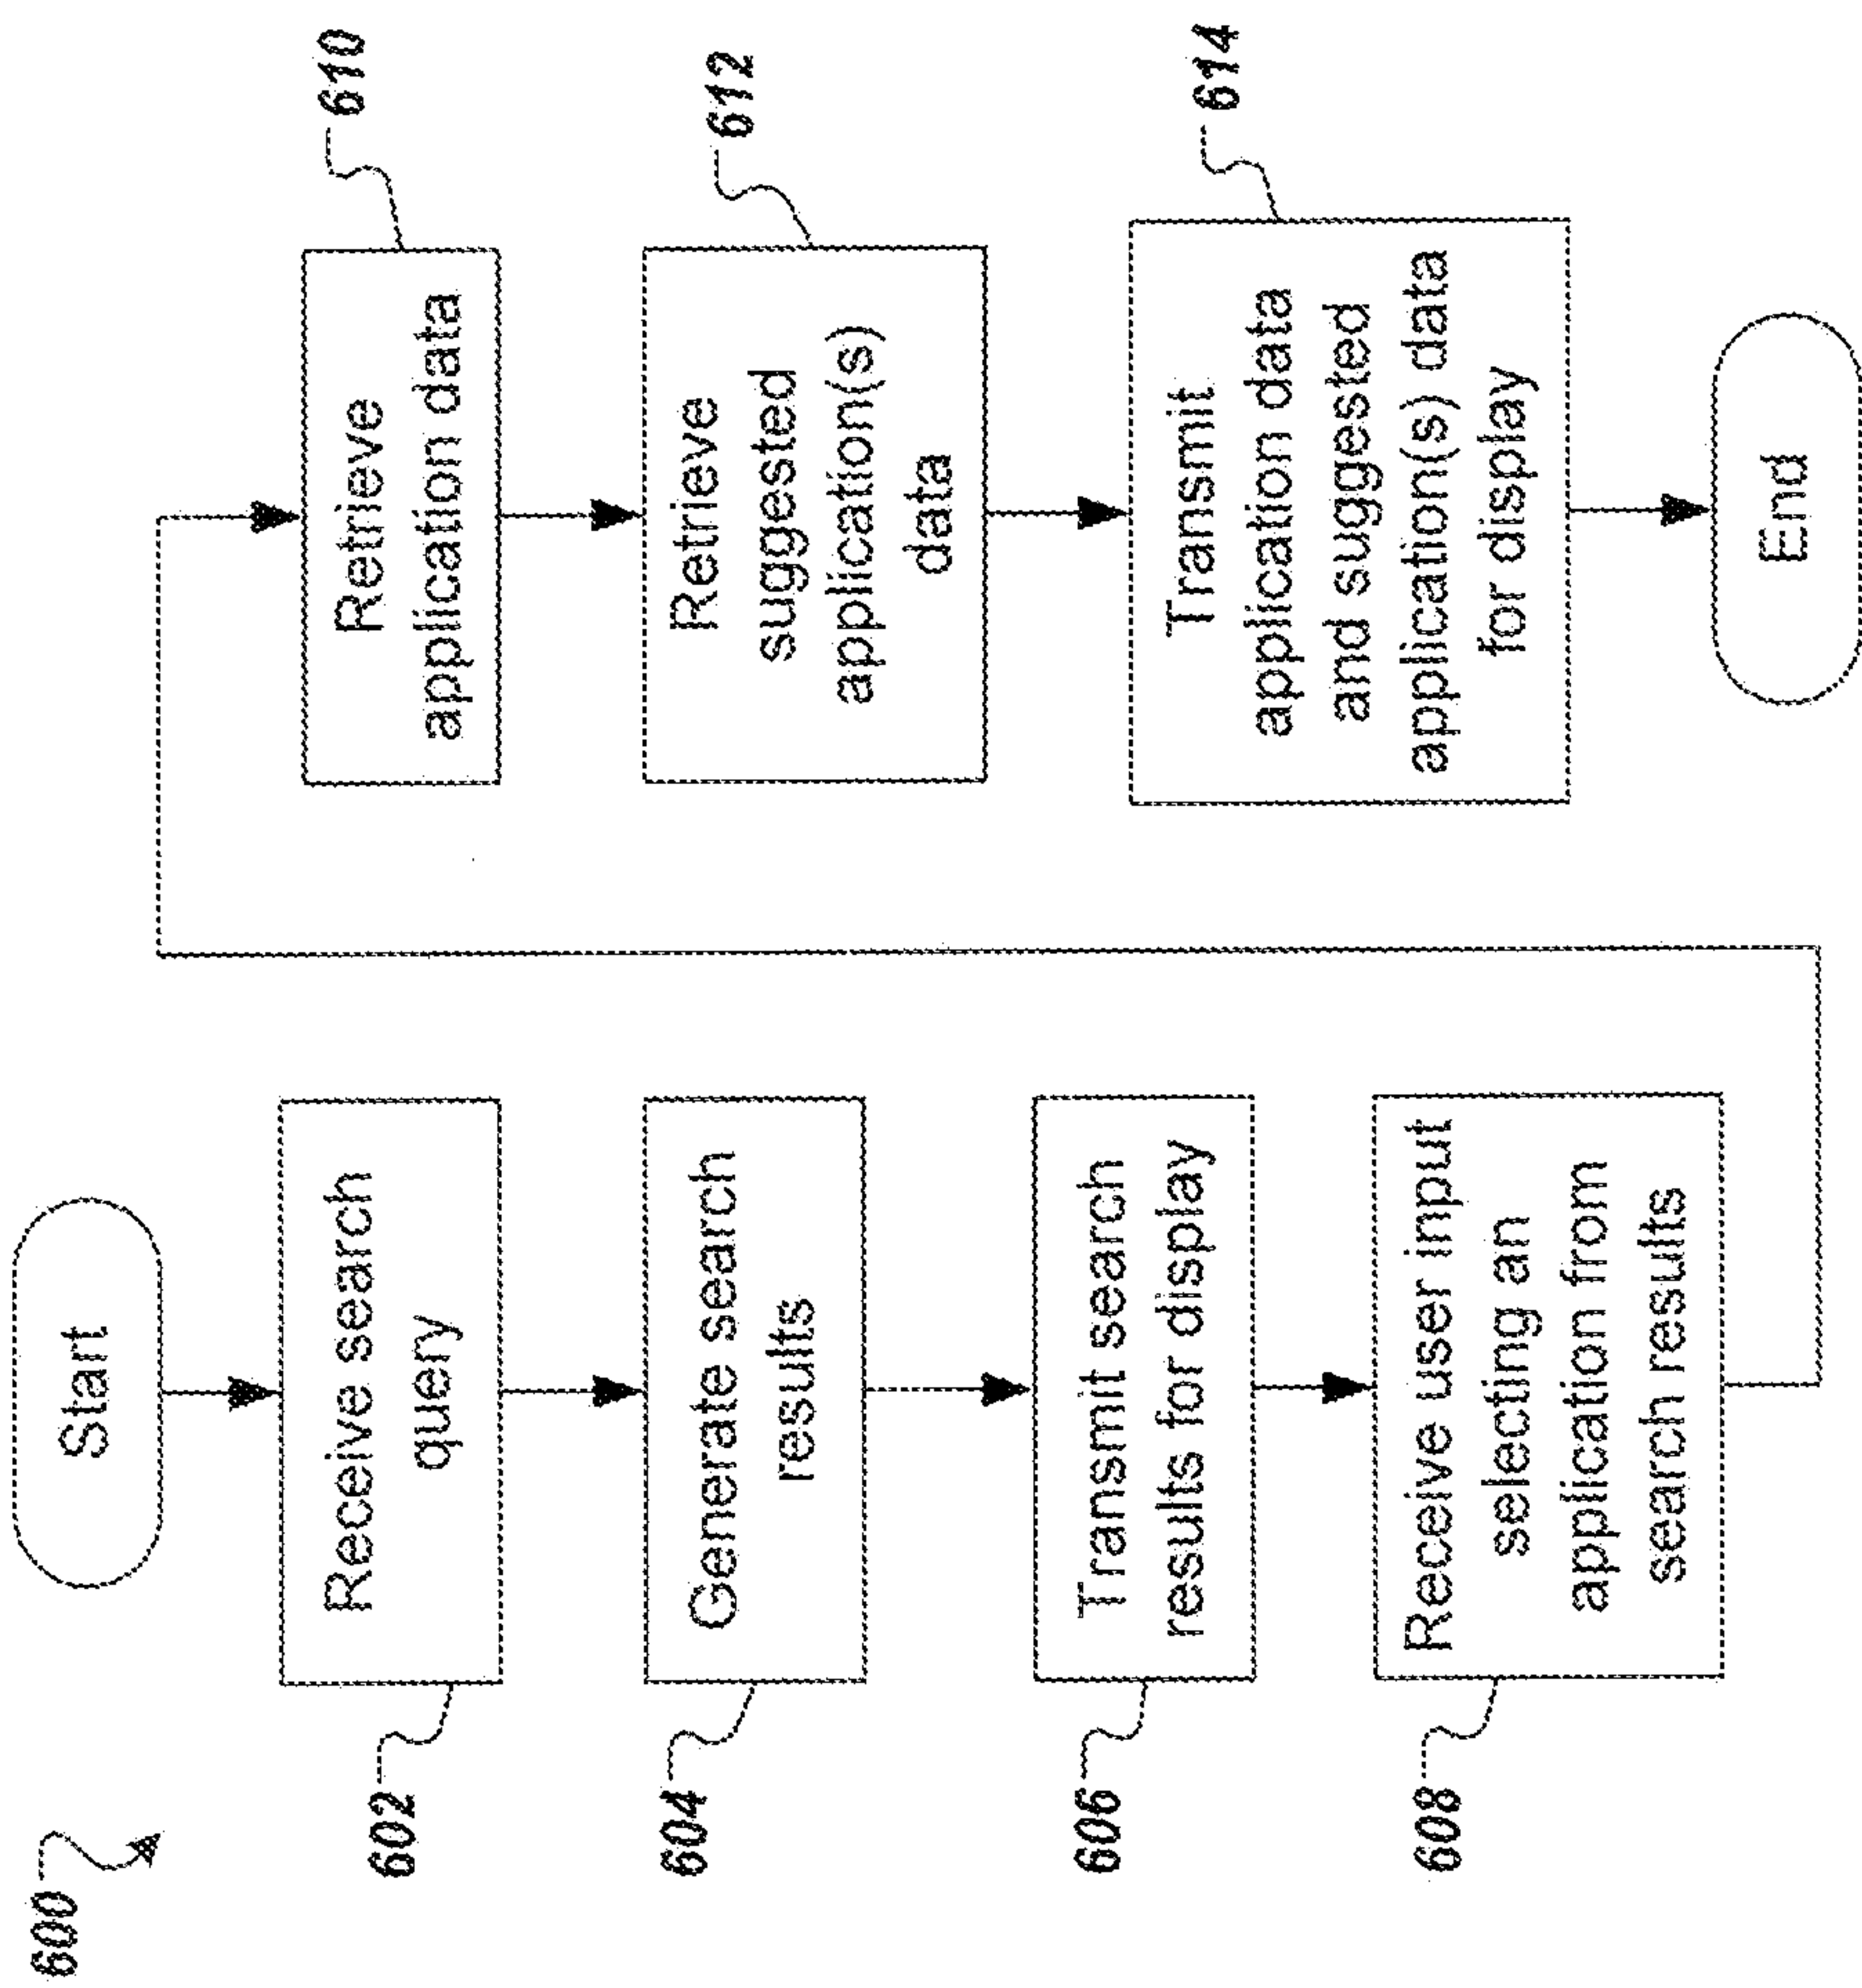 600
Start
602
Receive search
query
604
Generate search
results
606
Transmit search
results for display
608
Receive user input
selecting an
application from
search results
610
Retrieve
application data
612
Retrieve
suggested
application(s)
data
614
Transmit
application data
and suggested
application(s) data
for display
End